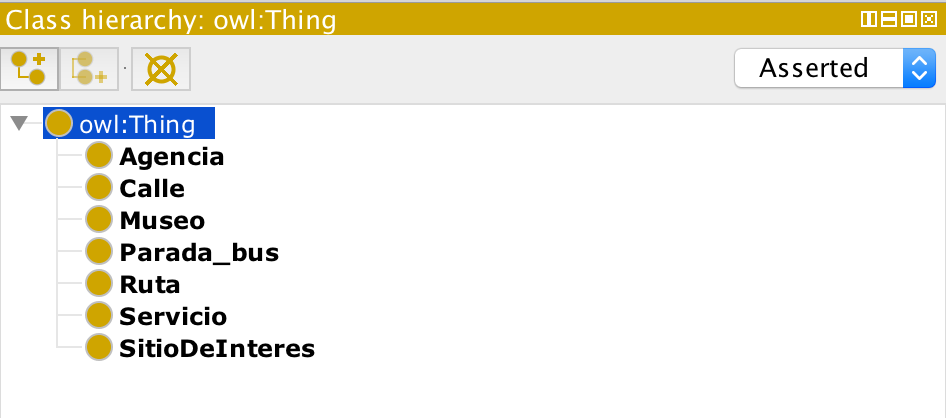 Class hierarchy: owl:Thing
Asserted
owl:Thing
Agencia
Calle
Museo
Parada_bus
Ruta
Servicio
SitioDeInteres